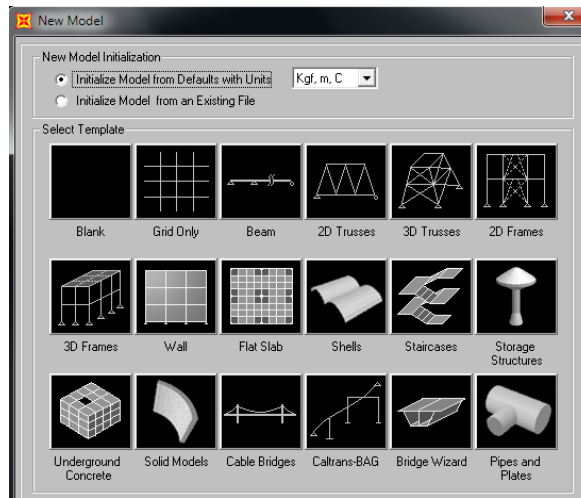 New Model
New Model Initialization
Initialize Model from Defaults with Units
Kgf, m, C
Initialize Model from an Existing File
Select Template
Blank
Grid Only
Beam
2D Trusses
3D Trusses
2D Frames
3D Frames
Wall
Flat Slab
Shells
Staircases
Storage
Structures
Underground
Concrete
Solid Models
Cable Bridges
Caltrans-BAG
Bridge Wizard
Pipes and
Plates